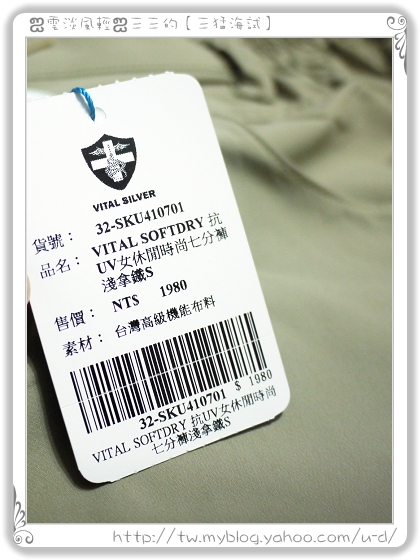 ஐ雲淡風輕ஐ三三的【三猛海試】
VITAL SILVER
貨號： 32-SKU410701
品名： VITAL SOFTDRY 抗
UV女休閒時尚七分褲
淺拿鐵S
售價： NT$ 1980
素材： 台灣高級機能布料
32-SKU410701 $ 1980
VITAL SOFTDRY 抗UV女休閒時尚
七分褲淺拿鐵S
http://tw.myblog.yahoo.com/u-d/